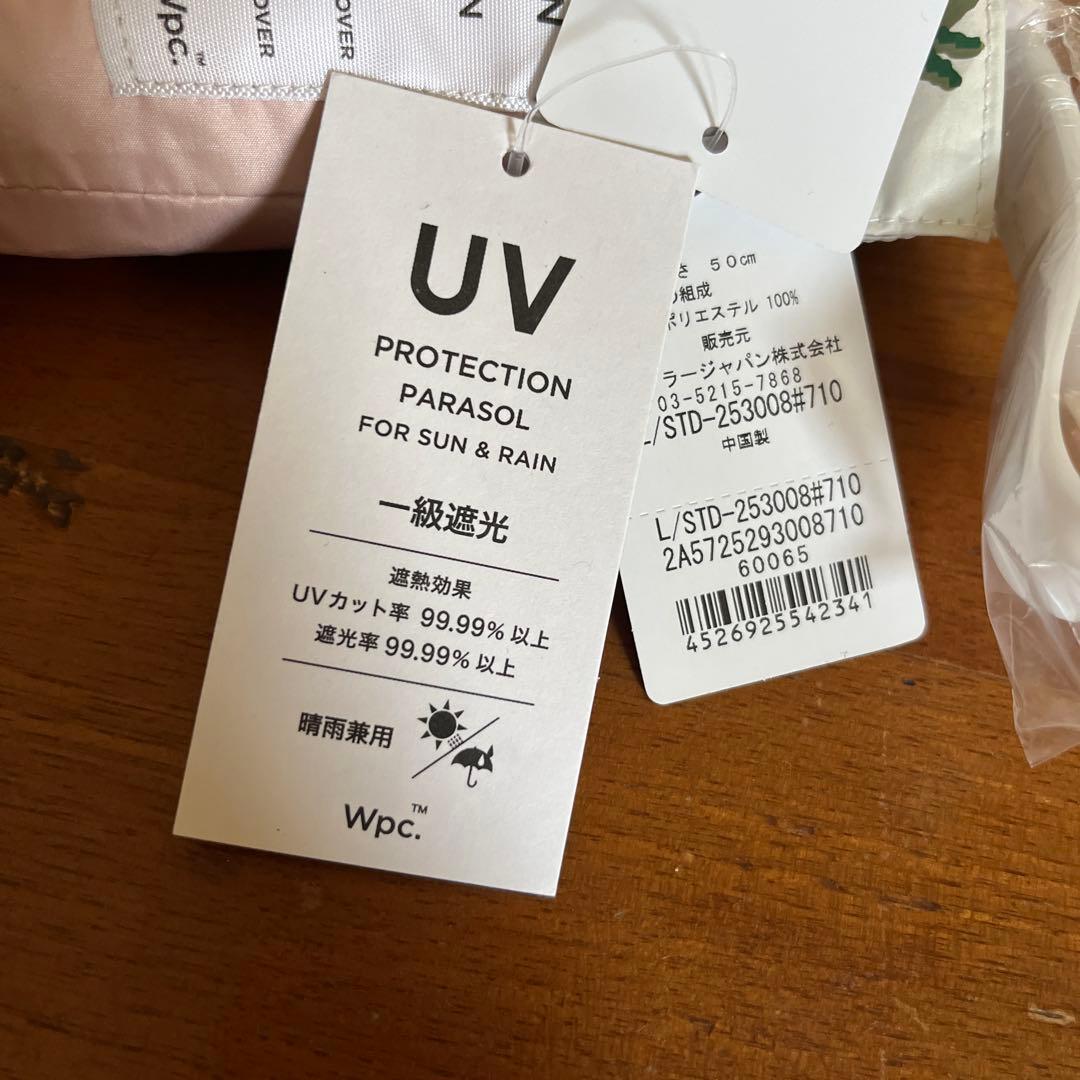 Wpc.™
OVER
OVER
N
N
UV
PROTECTION
PARASOL
FOR SUN & RAIN
一級遮光
遮熱効果
UVカット率 99.99% 以上
遮光率 99.99% 以上
晴雨兼用
Wpc.™
さ 50cm
の組成
ポリエステル 100%
販売元
ラージャパン株式会社
03-5215-7868
L/STD-253008#710
中国製
L/STD-253008#710
2A5725293008710
60065
4526925542341